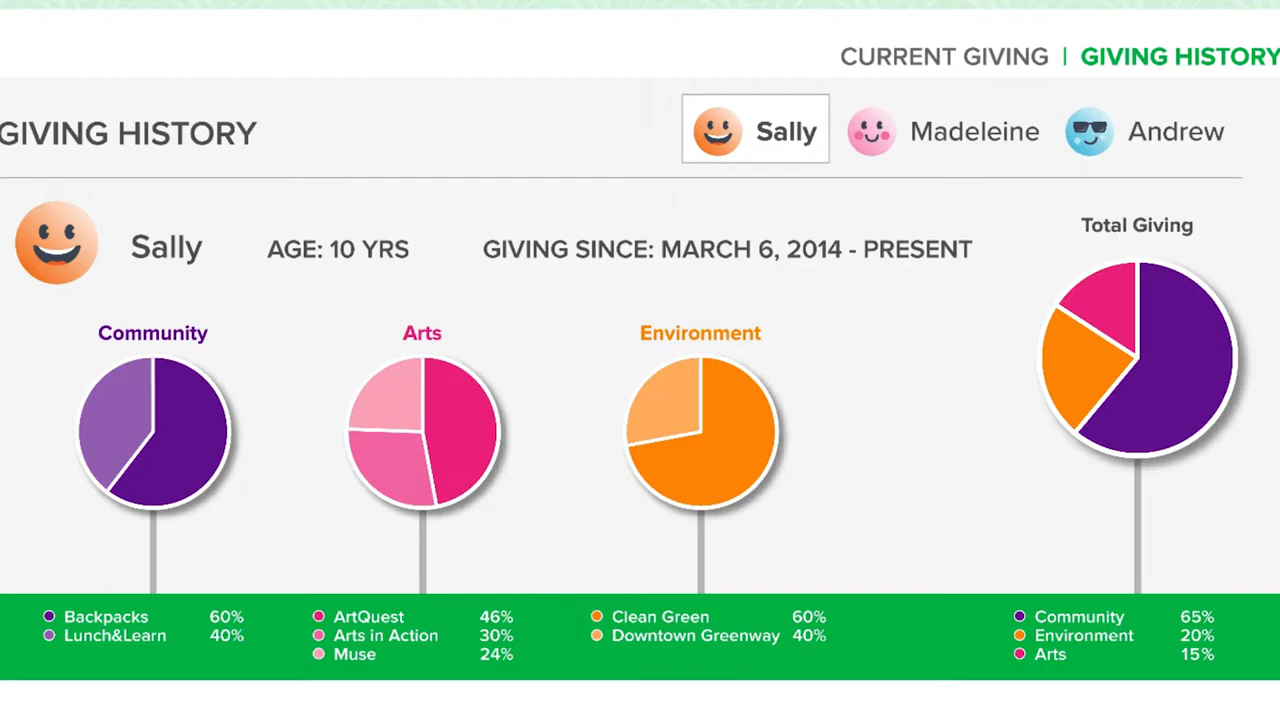 CURRENT GIVING | GIVING HISTORY
GIVING HISTORY
Sally
Madeleine
Andrew
Sally
AGE: 10 YRS
GIVING SINCE: MARCH 6, 2014 - PRESENT
Total Giving
Community
Arts
Environment
Backpacks 60%
Lunch&Learn 40%
ArtQuest 46%
Arts in Action 30%
Muse 24%
Clean Green 60%
Downtown Greenway 40%
Community 65%
Environment 20%
Arts 15%